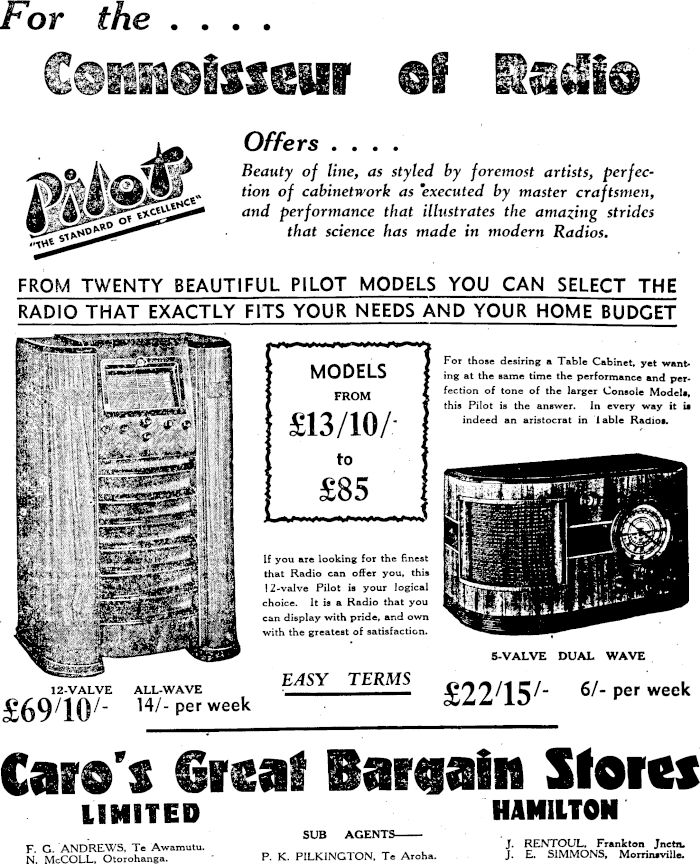 For the . . . .
Connoisseur of Radio
Pilot
"THE STANDARD OF EXCELLENCE"
Offers . . . .
Beauty of line, as styled by foremost artists, perfec-
tion of cabinetwork as executed by master craftsmen,
and performance that illustrates the amazing strides
that science has made in modern Radios.
FROM TWENTY BEAUTIFUL PILOT MODELS YOU CAN SELECT THE
RADIO THAT EXACTLY FITS YOUR NEEDS AND YOUR HOME BUDGET
MODELS
FROM
£13/10/-
to
£85
If you are looking for the finest
that Radio can offer you, this
12-valve Pilot is your logical
choice. It is a Radio that you
can display with pride, and own
with the greatest of satisfaction.
EASY TERMS
12-VALVE ALL-WAVE
£69/10/- 14/- per week
For those desiring a Table Cabinet, yet want-
ing at the same time the performance and per-
fection of tone of the larger Console Models,
this Pilot is the answer. In every way it is
indeed an aristocrat in Table Radios.
5-VALVE DUAL WAVE
£22/15/- 6/- per week
Caro's Great Bargain Stores
LIMITED HAMILTON
SUB AGENTS—
F. G. ANDREWS, Te Awamutu.
N. McCOLL, Otorohanga.
P. K. PILKINGTON, Te Aroha.
J. RENTOUL, Frankton Jnctn.
J. E. SIMMONS, Morrinsville.